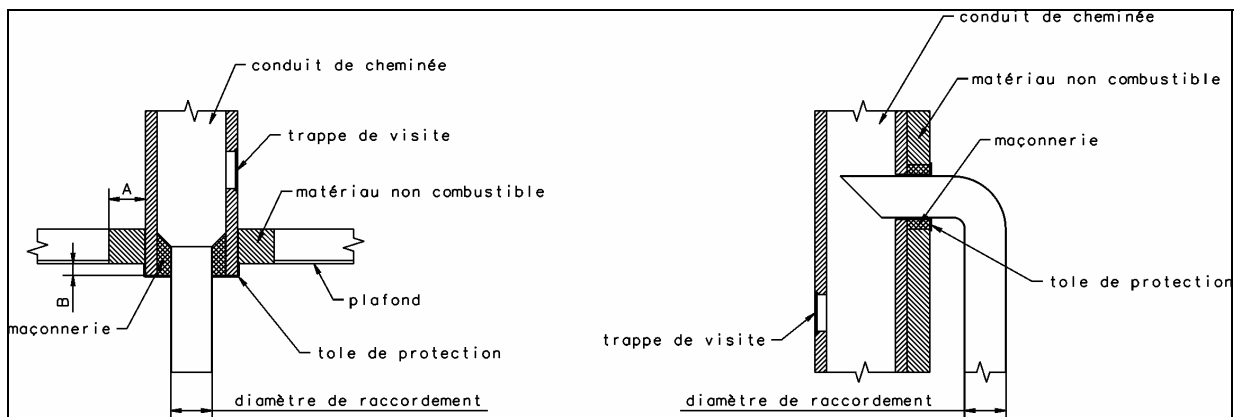 conduit de cheminée
trappe de visite
A
matériau non combustible
B
plafond
maçonnerie
tole de protection
diamètre de raccordement
conduit de cheminée
matériau non combustible
maçonnerie
tole de protection
trappe de visite
diamètre de raccordement